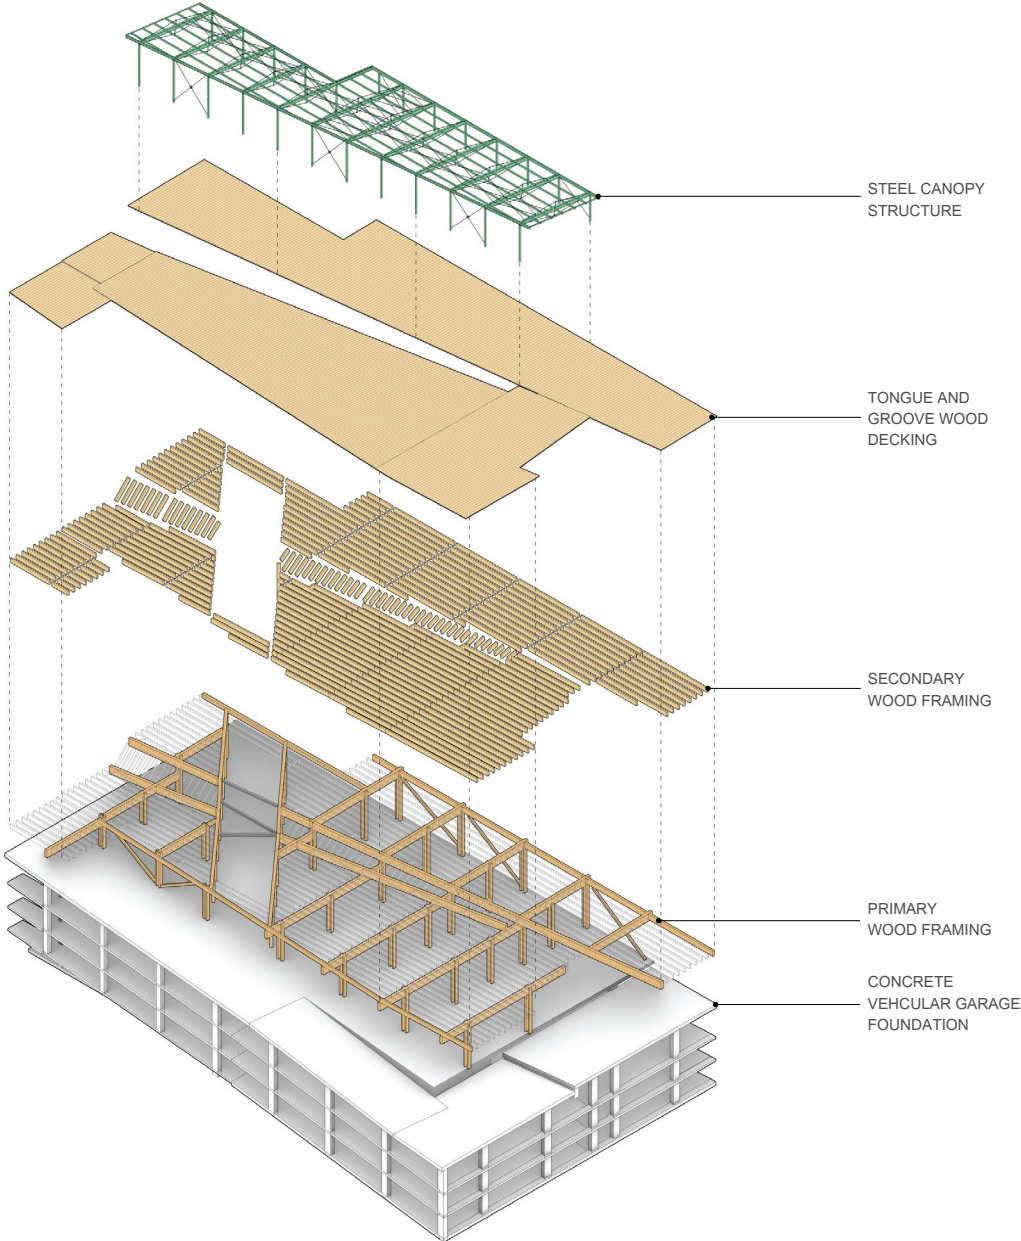 STEEL CANOPY
STRUCTURE
TONGUE AND
GROOVE WOOD
DECKING
SECONDARY
WOOD FRAMING
PRIMARY
WOOD FRAMING
CONCRETE
VEHCULAR GARAGE
FOUNDATION